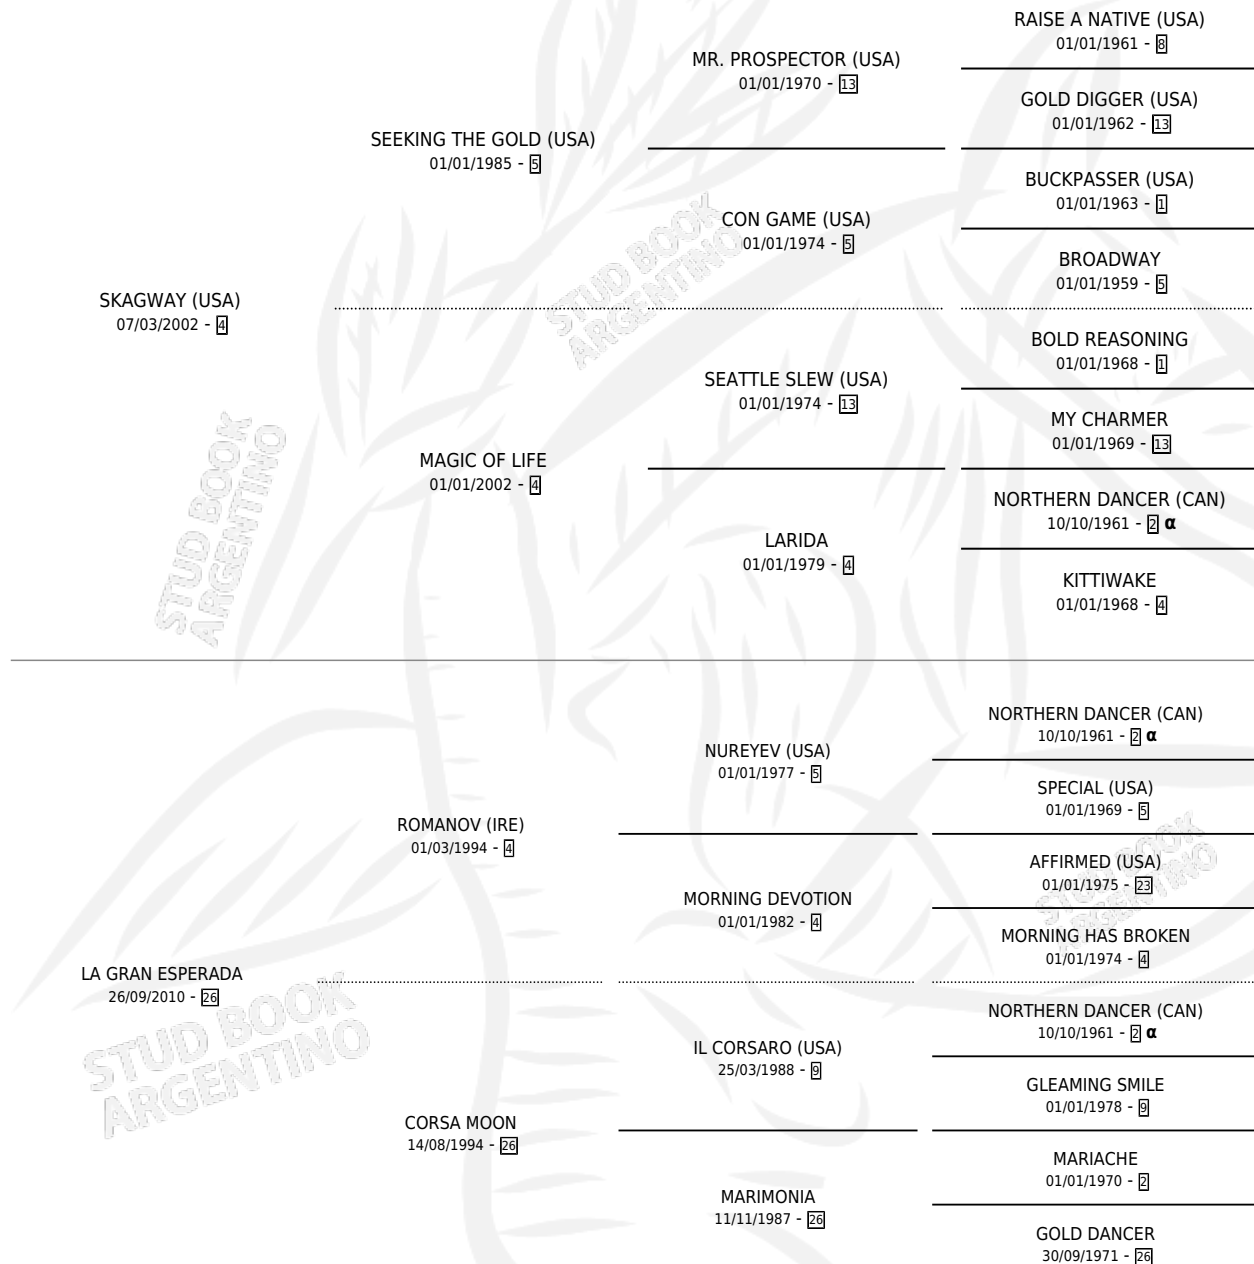 RAISE A NATIVE (USA)
01/01/1961 - 8
MR. PROSPECTOR (USA)
01/01/1970 - 13
GOLD DIGGER (USA)
01/01/1962 - 13
SEEKING THE GOLD (USA)
01/01/1985 - 5
BUCKPASSER (USA)
01/01/1963 - 1
CON GAME (USA)
01/01/1974 - 5
BROADWAY
01/01/1959 - 5
STUD BOOK
ARGENTINO
SKAGWAY (USA)
07/03/2002 - 4
BOLD REASONING
01/01/1968 - 1
SEATTLE SLEW (USA)
01/01/1974 - 13
MY CHARMER
01/01/1969 - 13
MAGIC OF LIFE
01/01/2002 - 4
NORTHERN DANCER (CAN)
10/10/1961 - 2 α
LARIDA
01/01/1979 - 4
KITTIWAKE
01/01/1968 - 4
STUD BOOK
ARGENTINO
NORTHERN DANCER (CAN)
10/10/1961 - 2 α
NUREYEV (USA)
01/01/1977 - 5
SPECIAL (USA)
01/01/1969 - 5
ROMANOV (IRE)
01/03/1994 - 4
AFFIRMED (USA)
01/01/1975 - 23
STUD BOOK
ARGENTINO
MORNING DEVOTION
01/01/1982 - 4
MORNING HAS BROKEN
01/01/1974 - 4
LA GRAN ESPERADA
26/09/2010 - 26
STUD BOOK
ARGENTINO
NORTHERN DANCER (CAN)
10/10/1961 - 2 α
IL CORSARO (USA)
25/03/1988 - 9
GLEAMING SMILE
01/01/1978 - 9
CORSA MOON
14/08/1994 - 26
MARIACHE
01/01/1970 - 2
MARIMONIA
11/11/1987 - 26
GOLD DANCER
30/09/1971 - 26